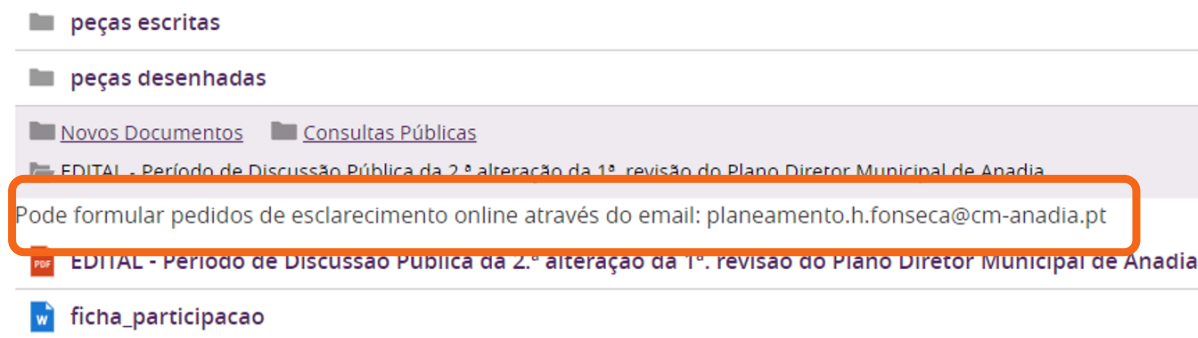 peças escritas
peças desenhadas
Novos Documentos Consultas Públicas
EDITAL - Período de Discussão Pública da 2.ª alteração da 1ª. revisão do Plano Diretor Municipal de Anadia
Pode formular pedidos de esclarecimento online através do email: planeamento.h.fonseca@cm-anadia.pt
PDF EDITAL - Período de Discussão Pública da 2.ª alteração da 1ª. revisão do Plano Diretor Municipal de Anadia
W ficha_participacao